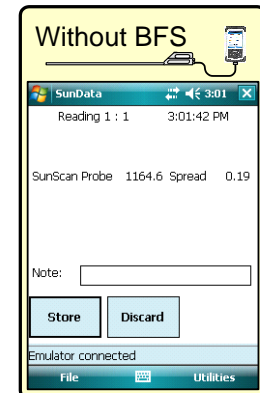 Without BFS
SunData 3:01
Reading 1 : 1 3:01:42 PM
SunScan Probe 1164.6 Spread 0.19
Note:
Store Discard
Emulator connected
File Utilities